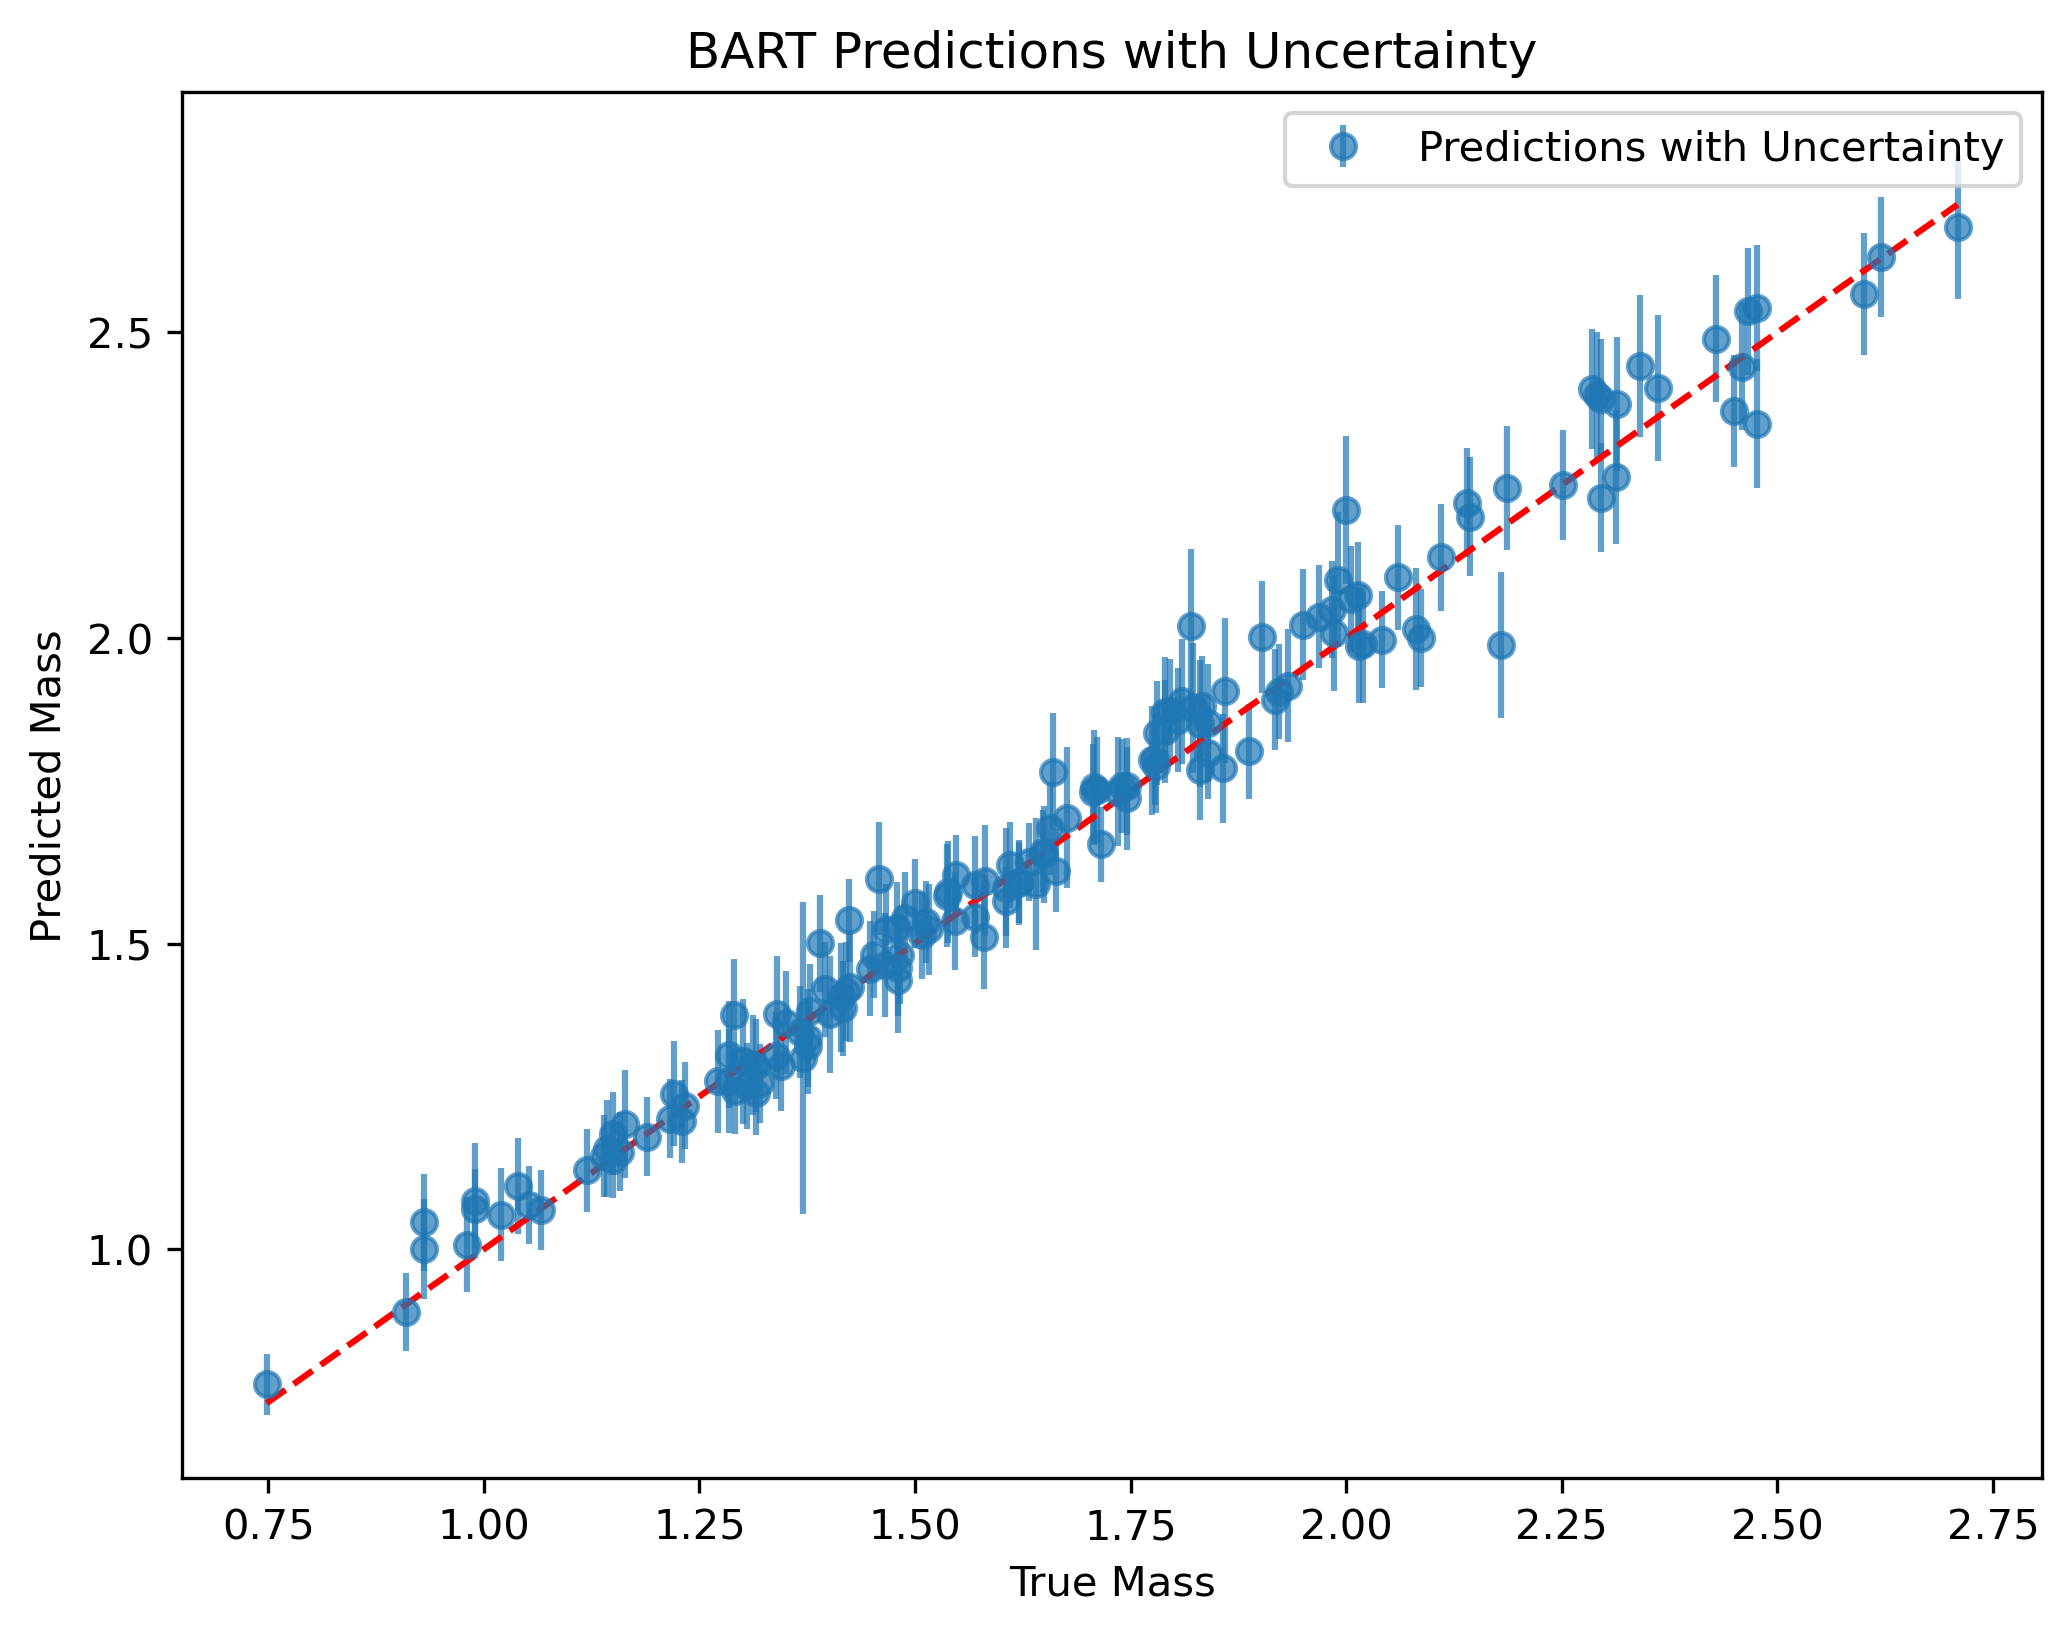 BART Predictions with Uncertainty
Predictions with Uncertainty
Predicted Mass
2.5
2.0
1.5
1.0
0.75 1.00 1.25 1.50 1.75 2.00 2.25 2.50 2.75
True Mass